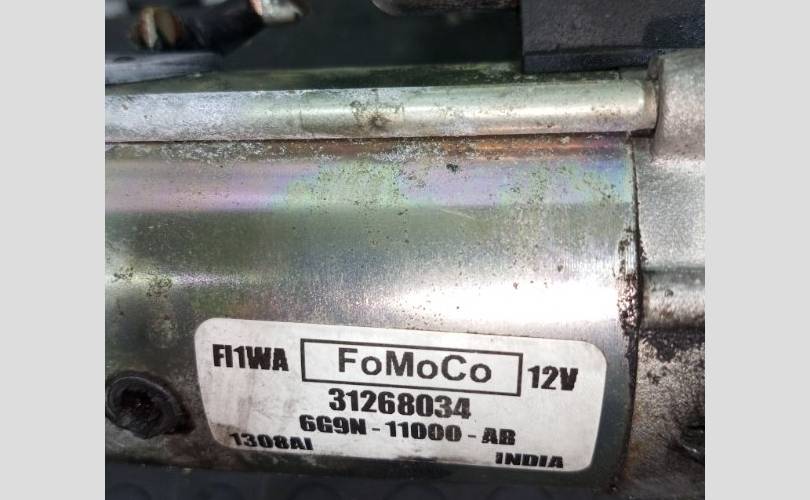 FI1WA FoMoCo 12V
31268034
6G9N-11000-AB
1308AI INDIA